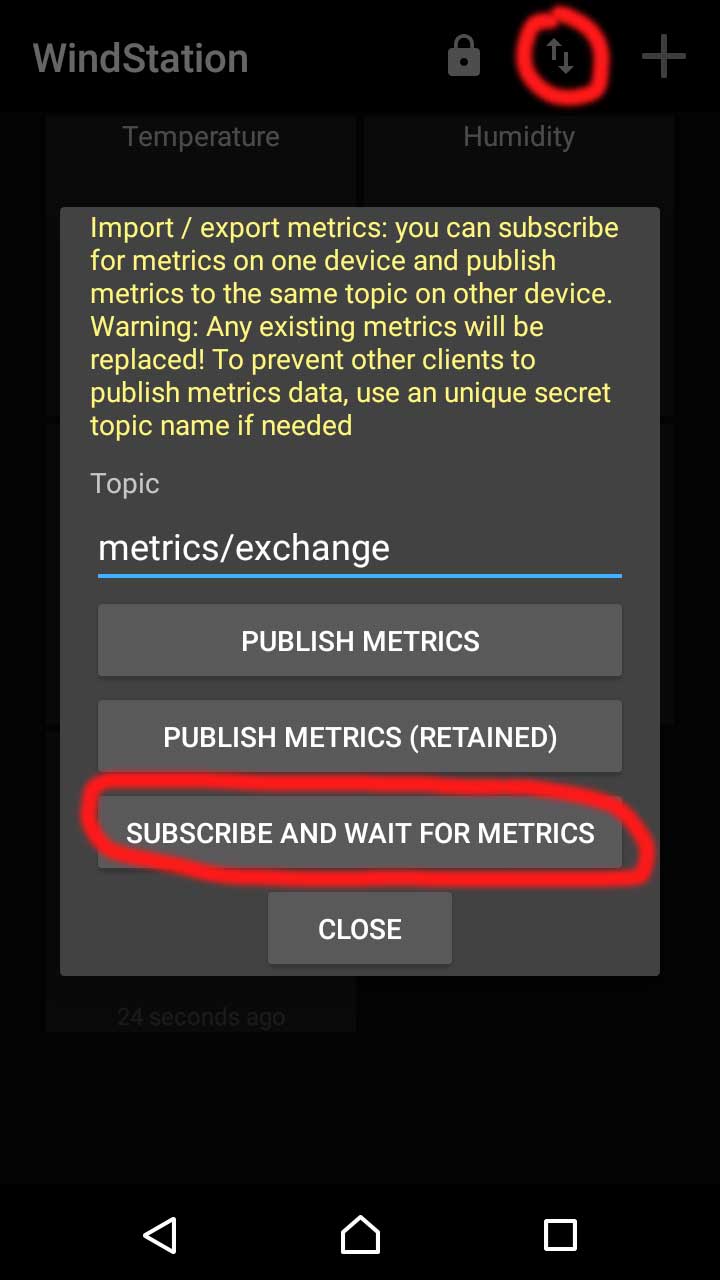 WindStation
Temperature
Humidity
Import / export metrics: you can subscribe
for metrics on one device and publish
metrics to the same topic on other device.
Warning: Any existing metrics will be
replaced! To prevent other clients to
publish metrics data, use an unique secret
topic name if needed
Topic
metrics/exchange
PUBLISH METRICS
PUBLISH METRICS (RETAINED)
SUBSCRIBE AND WAIT FOR METRICS
CLOSE
24 seconds ago